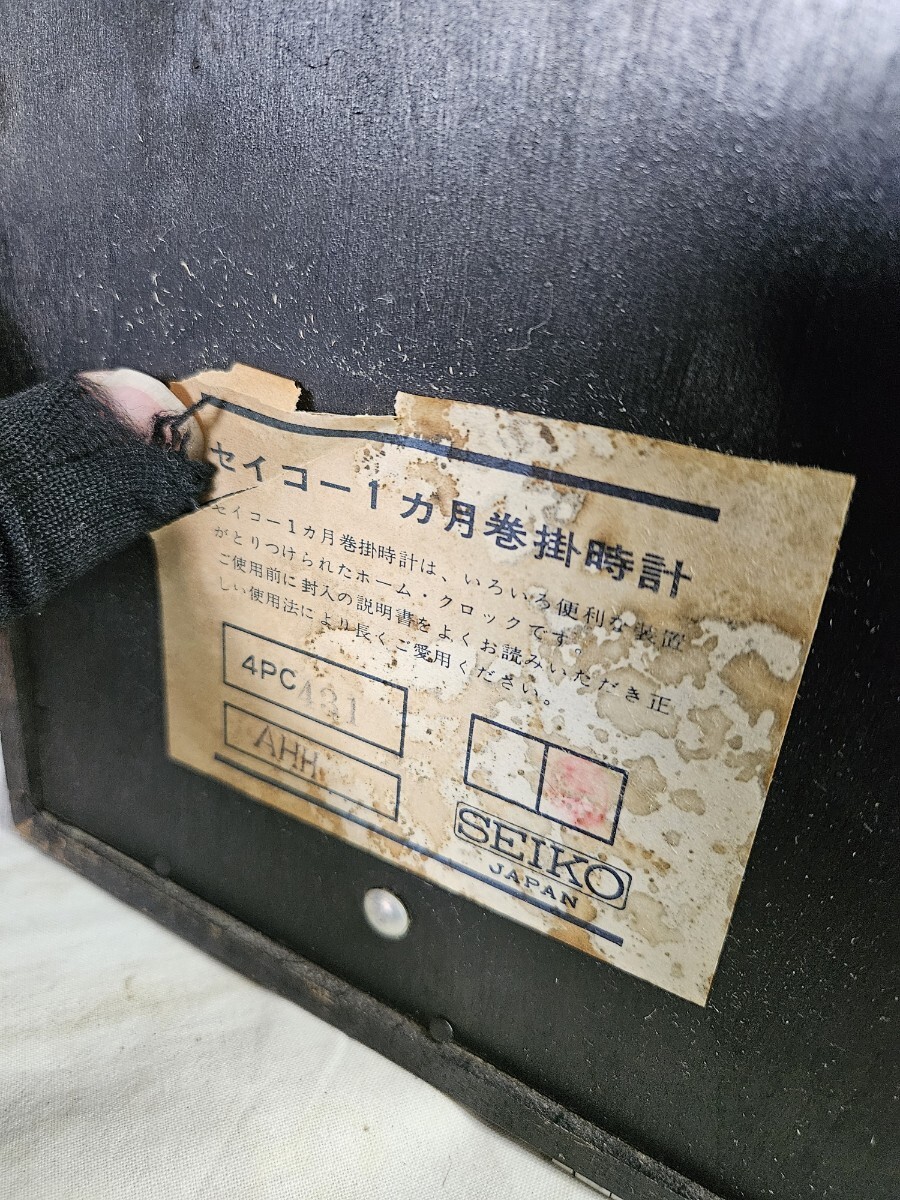 セイコー1カ月巻掛時計
セイコー1カ月巻掛時計は、いろいろ便利な装置
がとりつけられたホーム・クロックです。
ご使用前に封入の説明書をよくお読みいただき正
しい使用法により長くご愛用ください。
4PC431
AHH
SEIKO
JAPAN